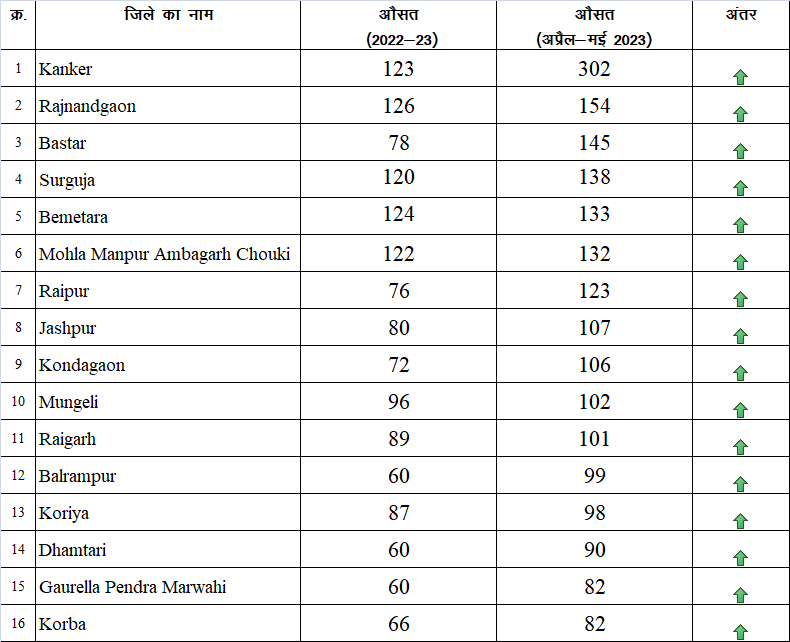 क्र. जिले का नाम औसत औसत अंतर
(2022–23) (अप्रैल–मई 2023)
1 Kanker 123 302
2 Rajnandgaon 126 154
3 Bastar 78 145
4 Surguja 120 138
5 Bemetara 124 133
6 Mohla Manpur Ambagarh Chouki 122 132
7 Raipur 76 123
8 Jashpur 80 107
9 Kondagaon 72 106
10 Mungeli 96 102
11 Raigarh 89 101
12 Balrampur 60 99
13 Koriya 87 98
14 Dhamtari 60 90
15 Gaurella Pendra Marwahi 60 82
16 Korba 66 82